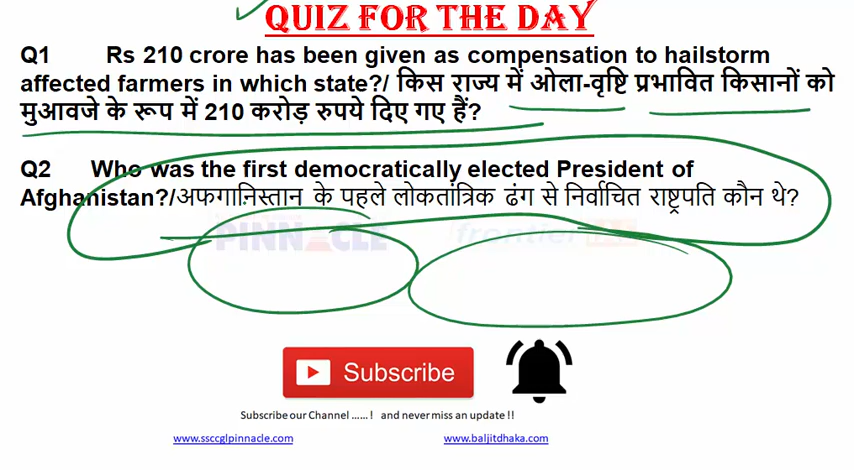 QUIZ FOR THE DAY
Q1 Rs 210 crore has been given as compensation to hailstorm
affected farmers in which state?/ किस राज्य में ओला-वृष्टि प्रभावित किसानों को
मुआवजे के रूप में 210 करोड़ रुपये दिए गए हैं?
Q2 Who was the first democratically elected President of
Afghanistan?/अफगानिस्तान के पहले लोकतांत्रिक ढंग से निर्वाचित राष्ट्रपति कौन थे?
PINNACLE frontier
Subscribe
Subscribe our Channel ...... ! and never miss an update !!
www.ssccglpinnacle.com www.baljitdhaka.com